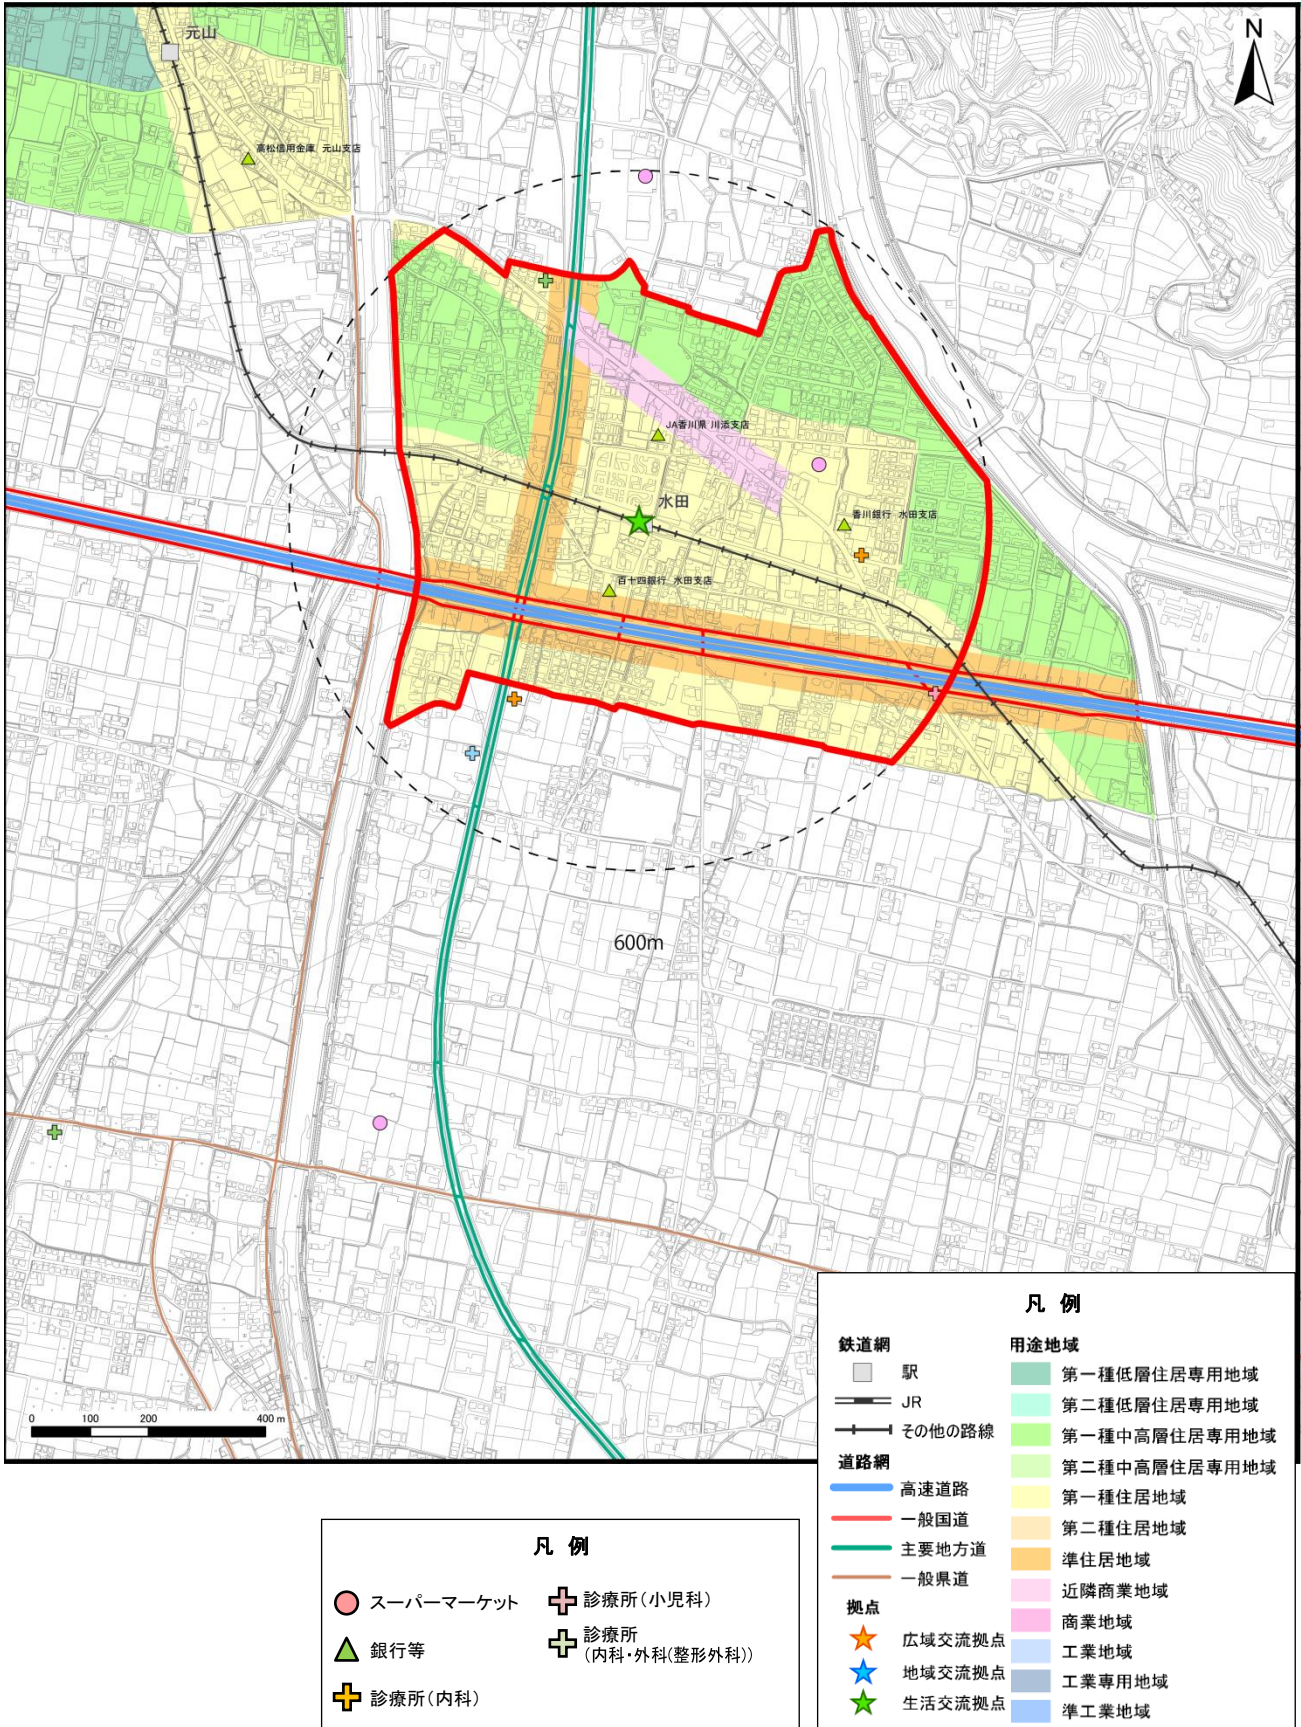 元山
N
高松信用金庫 元山支店
JA香川県 川添支店
水田
香川銀行 水田支店
百十四銀行 水田支店
600m
0 100 200 400 m
凡 例
鉄道網
駅
JR
その他の路線
道路網
高速道路
一般国道
主要地方道
一般県道
拠点
広域交流拠点
地域交流拠点
生活交流拠点
用途地域
第一種低層住居専用地域
第二種低層住居専用地域
第一種中高層住居専用地域
第二種中高層住居専用地域
第一種住居地域
第二種住居地域
準住居地域
近隣商業地域
商業地域
工業地域
工業専用地域
準工業地域
凡 例
スーパーマーケット
銀行等
診療所(内科)
診療所(小児科)
診療所
(内科・外科(整形外科))